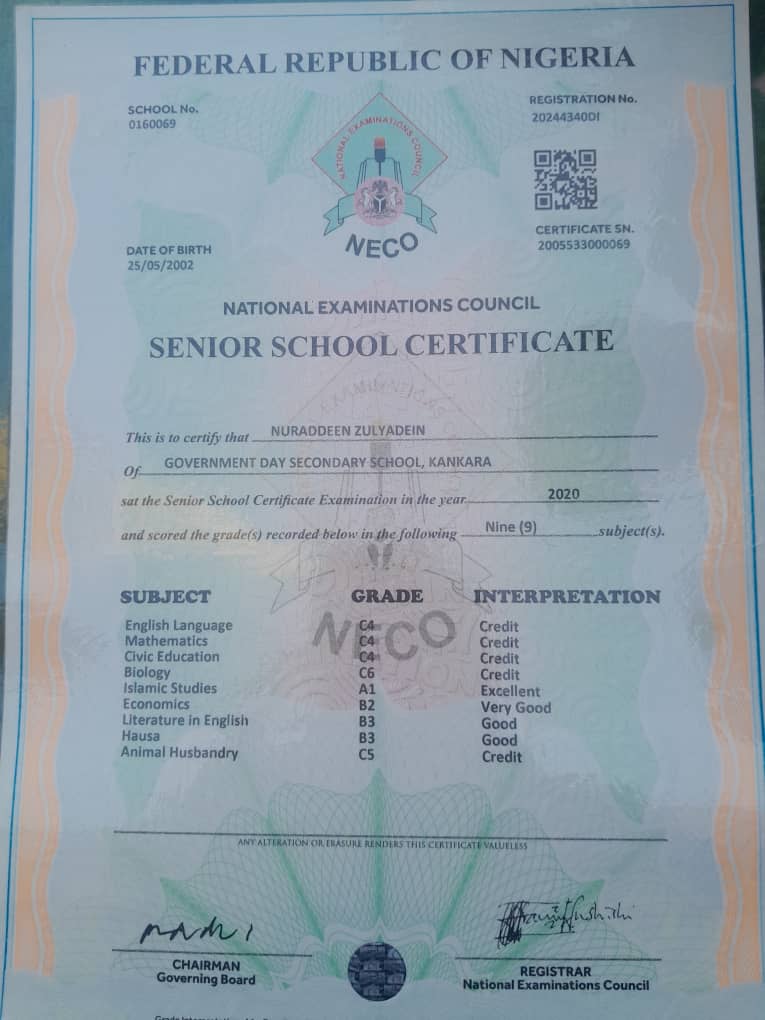 FEDERAL REPUBLIC OF NIGERIA
SCHOOL No.
0160069
REGISTRATION No.
20244340DI
NATIONAL EXAMINATIONS COUNCIL
NECO
CERTIFICATE SN.
2005533000069
DATE OF BIRTH
25/05/2002
NATIONAL EXAMINATIONS COUNCIL
SENIOR SCHOOL CERTIFICATE
This is to certify that NURADDEEN ZULYADEIN
Of GOVERNMENT DAY SECONDARY SCHOOL, KANKARA
sat the Senior School Certificate Examination in the year 2020
and scored the grade(s) recorded below in the following Nine (9) subject(s).
SUBJECT GRADE INTERPRETATION
English Language C4 Credit
Mathematics C4 Credit
Civic Education C4 Credit
Biology C6 Credit
Islamic Studies A1 Excellent
Economics B2 Very Good
Literature in English B3 Good
Hausa B3 Good
Animal Husbandry C5 Credit
NECO
ANY ALTERATION OR ERASURE RENDERS THIS CERTIFICATE VALUELESS
CHAIRMAN
Governing Board
REGISTRAR
National Examinations Council